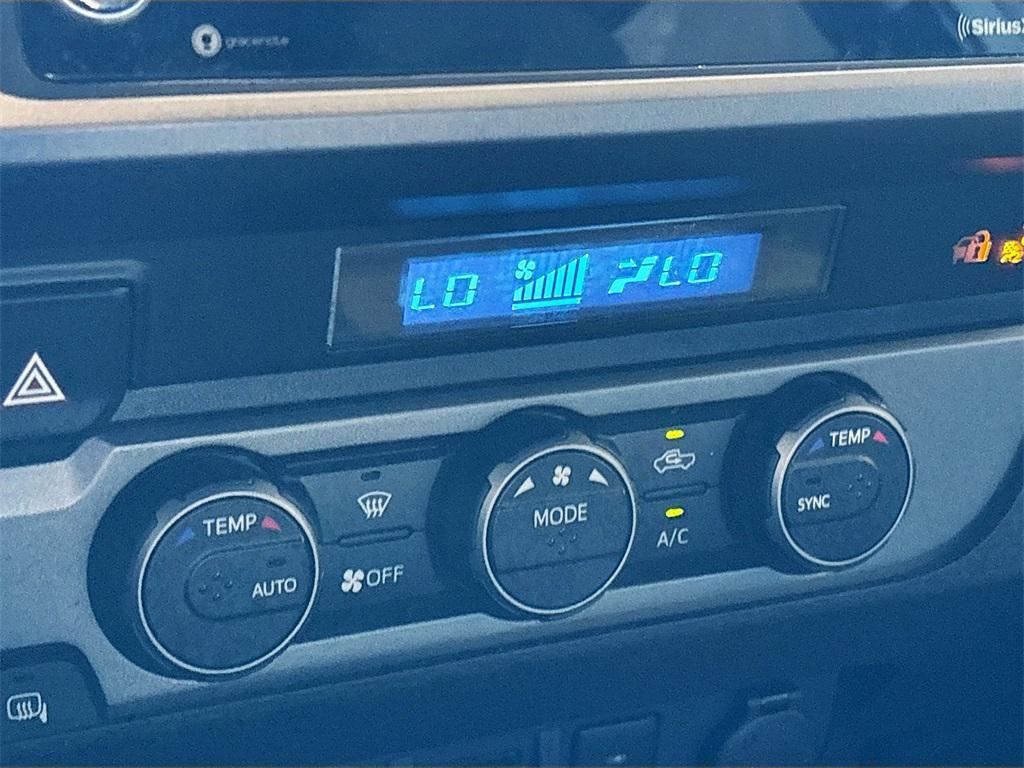 gracenote
SiriusX
LO LO
TEMP
AUTO
OFF
MODE
A/C
TEMP
SYNC